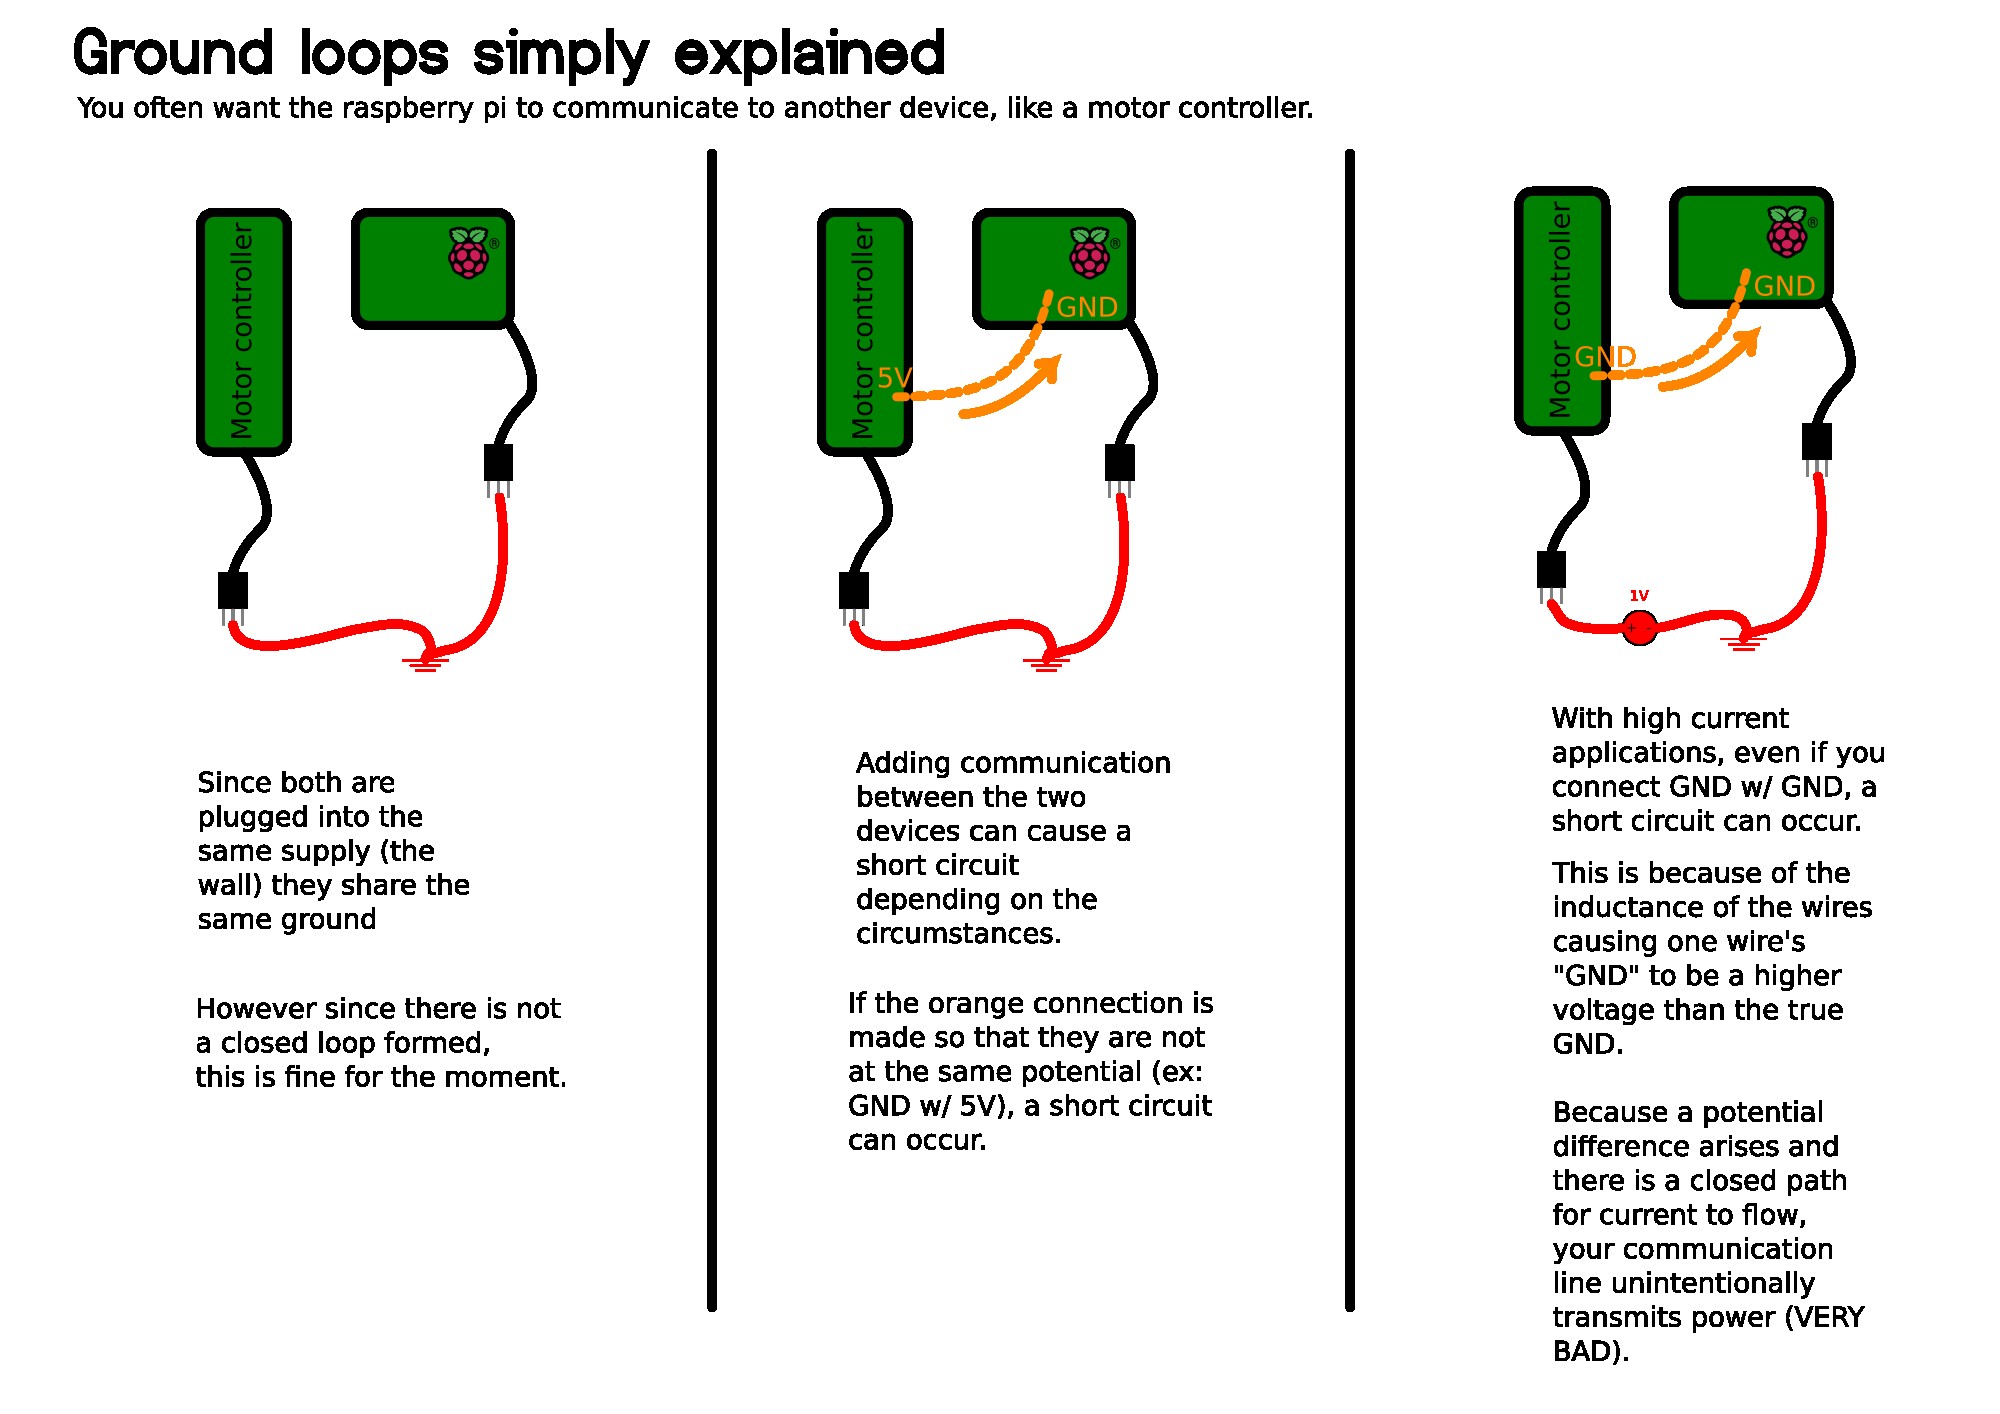 Ground loops simply explained
You often want the raspberry pi to communicate to another device, like a motor controller.
Motor controller
®
Since both are
plugged into the
same supply (the
wall) they share the
same ground
However since there is not
a closed loop formed,
this is fine for the moment.
Motor controller
®
GND
5V
Adding communication
between the two
devices can cause a
short circuit
depending on the
circumstances.
If the orange connection is
made so that they are not
at the same potential (ex:
GND w/ 5V), a short circuit
can occur.
Motor controller
®
GND
GND
1V
+ -
With high current
applications, even if you
connect GND w/ GND, a
short circuit can occur.
This is because of the
inductance of the wires
causing one wire's
"GND" to be a higher
voltage than the true
GND.
Because a potential
difference arises and
there is a closed path
for current to flow,
your communication
line unintentionally
transmits power (VERY
BAD).